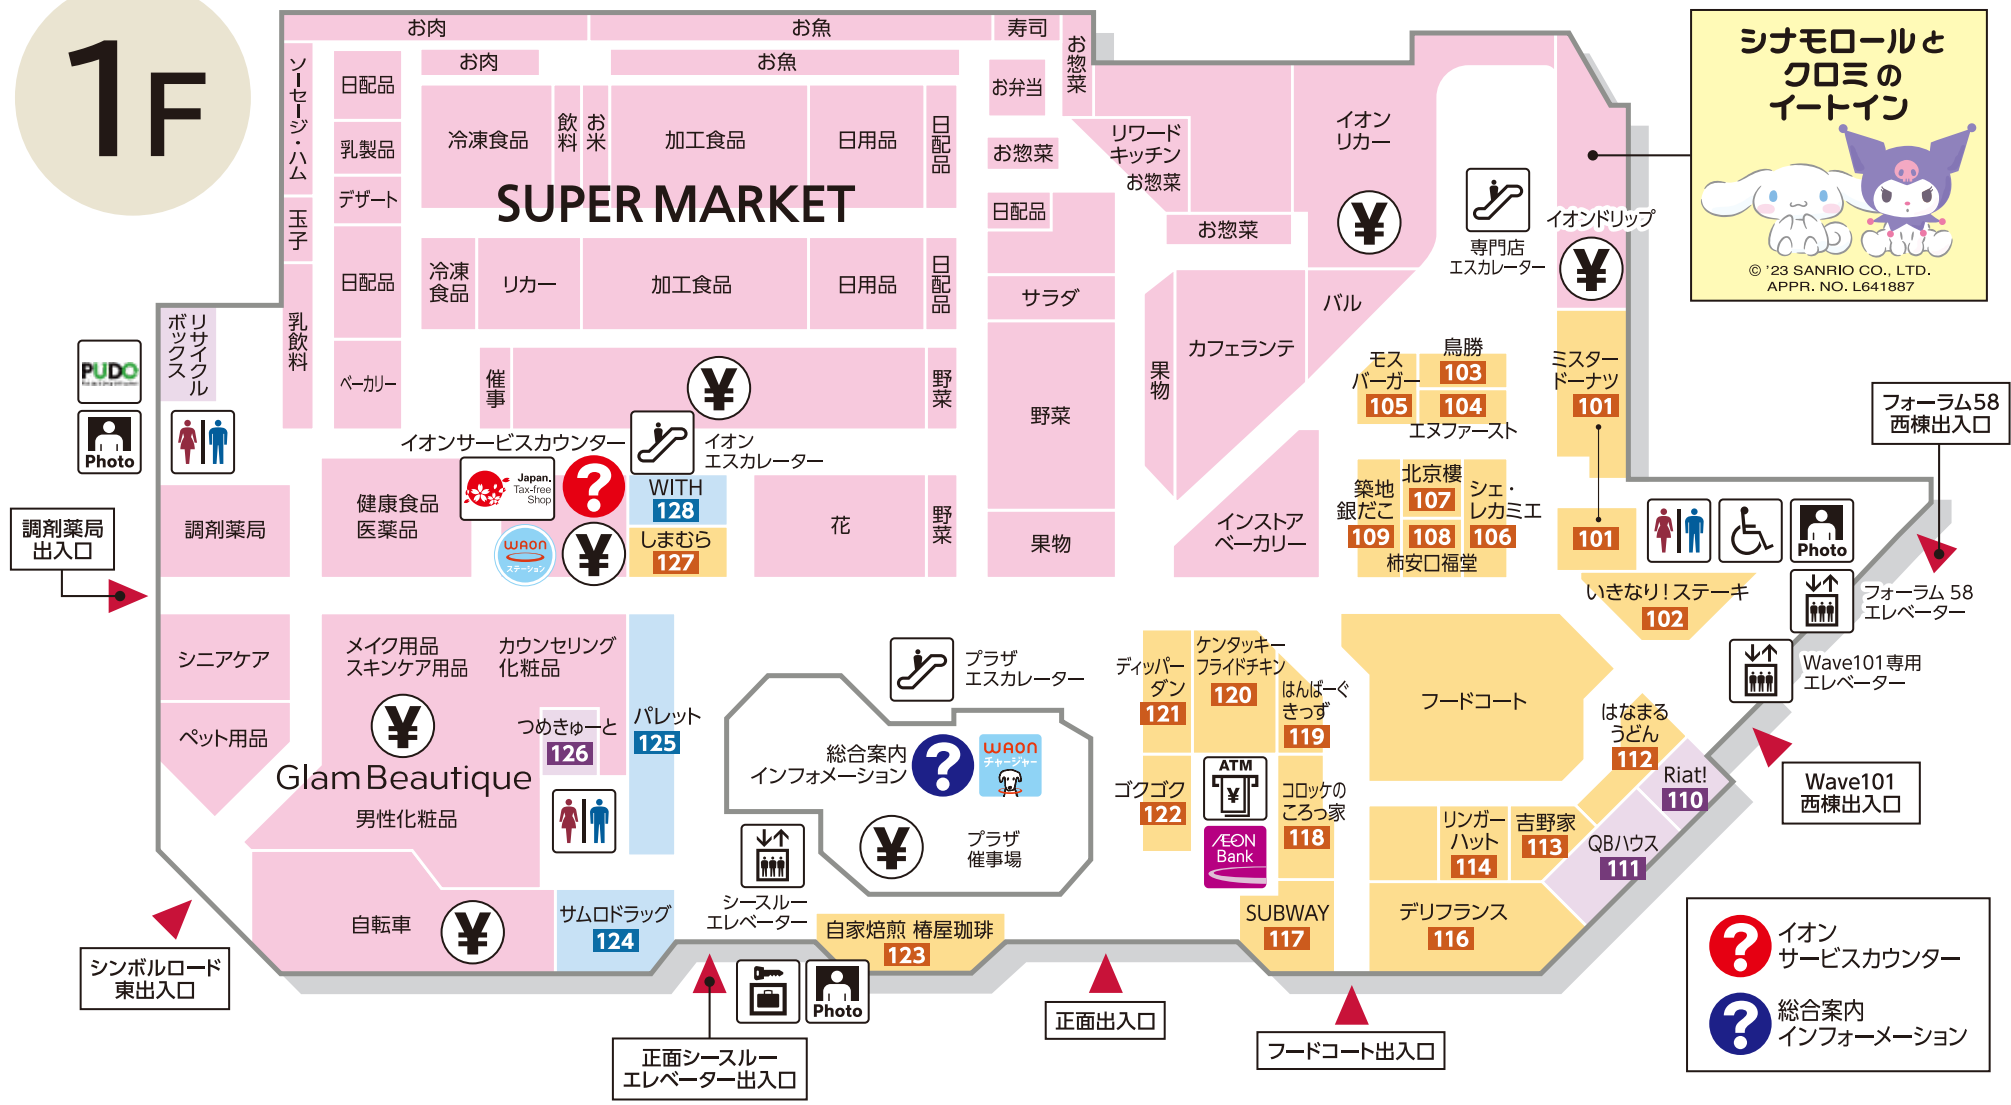 1F
お肉
お魚
寿司
お惣菜
ソーセージ・ハム
日配品
お肉
お魚
お弁当
冷凍食品
飲料
お米
加工食品
日用品
日配品
乳製品
お惣菜
リワード
キッチン
お惣菜
イオン
リカー
シナモロールと
クロミの
イートイン
© '23 SANRIO CO., LTD.
APPR. NO. L641887
SUPER MARKET
デザート
玉子
日配品
お惣菜
専門店
エスカレーター
イオンドリップ
日配品
冷凍
食品
リカー
加工食品
日用品
日配品
サラダ
バル
リサイクル
ボックス
乳飲料
ベーカリー
催事
野菜
野菜
果物
カフェランテ
PUDO
Photo
モス
バーガー
105
鳥勝
103
104
エヌファースト
ミスター
ドーナツ
101
フォーラム58
西棟出入口
イオンサービスカウンター
イオン
エスカレーター
Japan.
Tax-free
Shop
WAON
ステーション
WITH
128
しまむら
127
健康食品
医薬品
調剤薬局
調剤薬局
出入口
花
野菜
果物
インストア
ベーカリー
築地
銀だこ
109
北京樓
107
108
柿安口福堂
シェ・
レカミエ
106
101
Photo
いきなり!ステーキ
102
フォーラム 58
エレベーター
Wave101専用
エレベーター
シニアケア
メイク用品
スキンケア用品
カウンセリング
化粧品
ペット用品
つめきゅーと
126
パレット
125
Glam Beautique
男性化粧品
プラザ
エスカレーター
総合案内
インフォメーション
WAON
チャージャー
プラザ
催事場
ディッパー
ダン
121
ケンタッキー
フライドチキン
120
はんばーぐ
きっず
119
フードコート
はなまる
うどん
112
Riat!
110
Wave101
西棟出入口
ゴクゴク
122
ATM
ÆON
Bank
コロッケの
ころっ家
118
リンガー
ハット
114
吉野家
113
QBハウス
111
シースルー
エレベーター
自転車
サムロドラッグ
124
自家焙煎 椿屋珈琲
123
SUBWAY
117
デリフランス
116
シンボルロード
東出入口
Photo
正面シースルー
エレベーター出入口
正面出入口
フードコート出入口
イオン
サービスカウンター
総合案内
インフォメーション